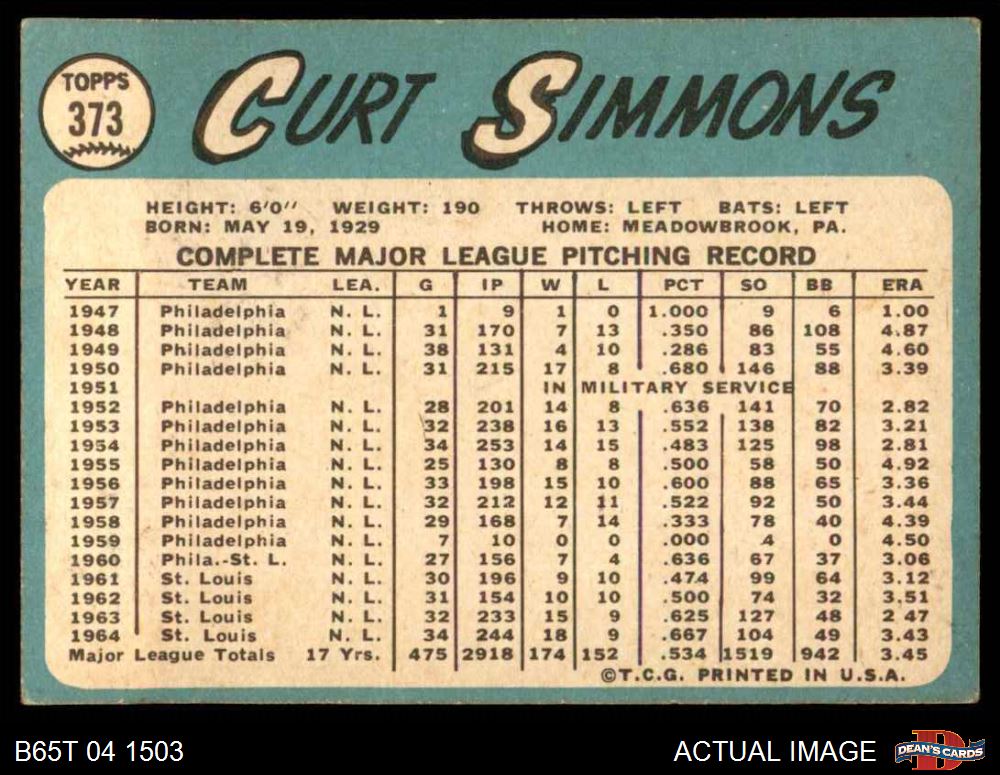 TOPPS
373
CURT SIMMONS
HEIGHT: 6'0" WEIGHT: 190 THROWS: LEFT BATS: LEFT
BORN: MAY 19, 1929 HOME: MEADOWBROOK, PA.
COMPLETE MAJOR LEAGUE PITCHING RECORD
YEAR TEAM LEA. G IP W L PCT SO BB ERA
1947 Philadelphia N. L. 1 9 1 0 1.000 9 6 1.00
1948 Philadelphia N. L. 31 170 7 13 .350 86 108 4.87
1949 Philadelphia N. L. 38 131 4 10 .286 83 55 4.60
1950 Philadelphia N. L. 31 215 17 8 .680 146 88 3.39
1951 IN MILITARY SERVICE
1952 Philadelphia N. L. 28 201 14 8 .636 141 70 2.82
1953 Philadelphia N. L. 32 238 16 13 .552 138 82 3.21
1954 Philadelphia N. L. 34 253 14 15 .483 125 98 2.81
1955 Philadelphia N. L. 25 130 8 8 .500 58 50 4.92
1956 Philadelphia N. L. 33 198 15 10 .600 88 65 3.36
1957 Philadelphia N. L. 32 212 12 11 .522 92 50 3.44
1958 Philadelphia N. L. 29 168 7 14 .333 78 40 4.39
1959 Philadelphia N. L. 7 10 0 0 .000 4 0 4.50
1960 Phila.-St. L. N. L. 27 156 7 4 .636 67 37 3.06
1961 St. Louis N. L. 30 196 9 10 .474 99 64 3.12
1962 St. Louis N. L. 31 154 10 10 .500 74 32 3.51
1963 St. Louis N. L. 32 233 15 9 .625 127 48 2 47
1964 St. Louis N. L. 34 244 18 9 .667 104 49 3.43
Major League Totals 17 Yrs. 475 2918 174 152 .534 1519 942 3.45
©T.C.G. PRINTED IN U.S.A.
B65T 04 1503 ACTUAL IMAGE DEAN'S CARDS